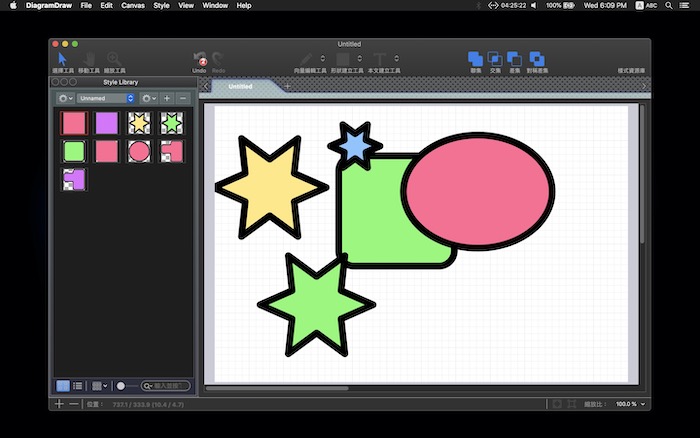 DiagramDraw File Edit Canvas Style View Window Help 04:25:22 100% Wed 6:09 PM A ABC
Untitled
選擇工具 移動工具 縮放工具 Undo Redo 向量編輯工具 形狀建立工具 本文建立工具 聯集 交集 差集 對稱差集 樣式資源庫
Style Library
Untitled
Unnamed
輸入並按
位置： 737.1 / 333.9 (10.4 / 4.7) 縮放比： 100.0 %